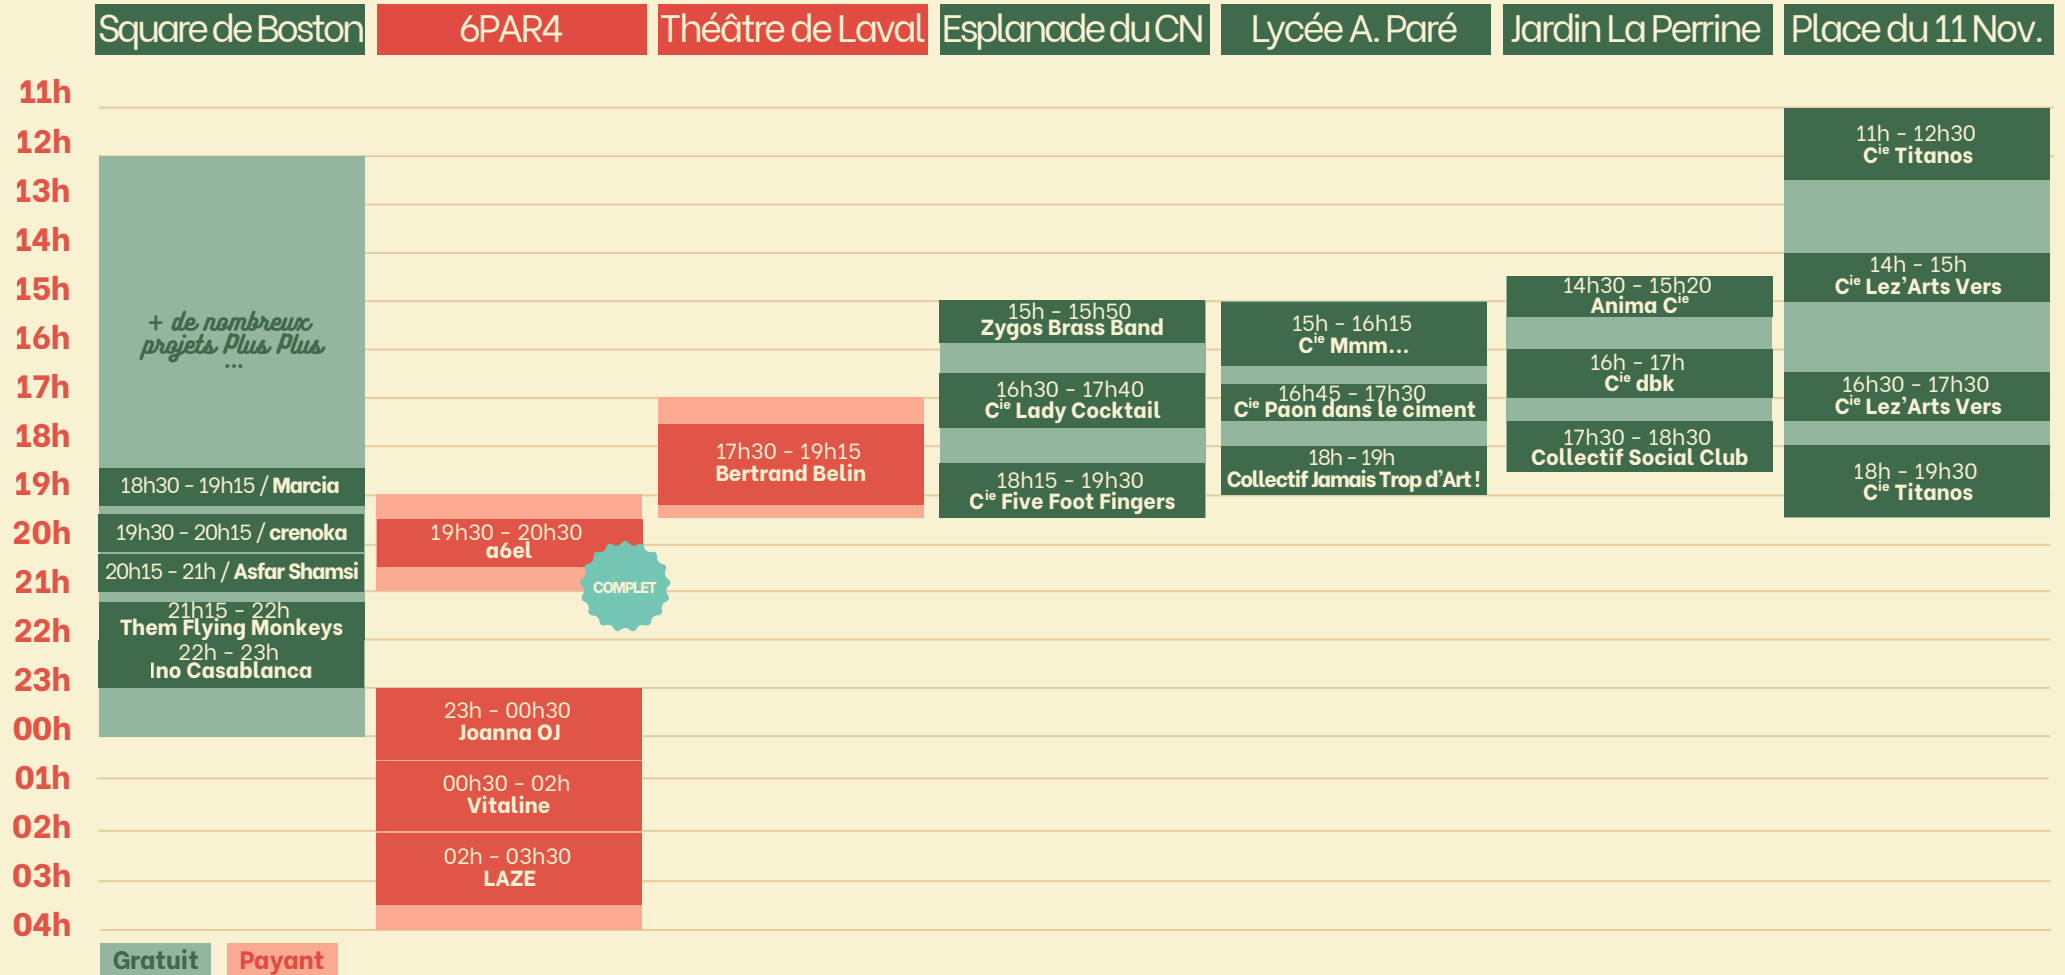 Square de Boston
6PAR4
Théâtre de Laval
Esplanade du CN
Lycée A. Paré
Jardin La Perrine
Place du 11 Nov.
11h
12h
13h
14h
15h
16h
17h
18h
19h
20h
21h
22h
23h
00h
01h
02h
03h
04h
+ de nombreux
projets Plus Plus
...
18h30 - 19h15 / Marcia
19h30 - 20h15 / crenoka
20h15 - 21h / Asfar Shamsi
21h15 - 22h
Them Flying Monkeys
22h - 23h
Ino Casablanca
19h30 - 20h30
a6el
COMPLET
23h - 00h30
Joanna OJ
00h30 - 02h
Vitaline
02h - 03h30
LAZE
17h30 - 19h15
Bertrand Belin
15h - 15h50
Zygos Brass Band
16h30 - 17h40
Cie Lady Cocktail
18h15 - 19h30
Cie Five Foot Fingers
15h - 16h15
Cie Mmm...
16h45 - 17h30
Cie Paon dans le ciment
18h - 19h
Collectif Jamais Trop d'Art !
14h30 - 15h20
Anima Cie
16h - 17h
Cie dbk
17h30 - 18h30
Collectif Social Club
11h - 12h30
Cie Titanos
14h - 15h
Cie Lez'Arts Vers
16h30 - 17h30
Cie Lez'Arts Vers
18h - 19h30
Cie Titanos
Gratuit
Payant